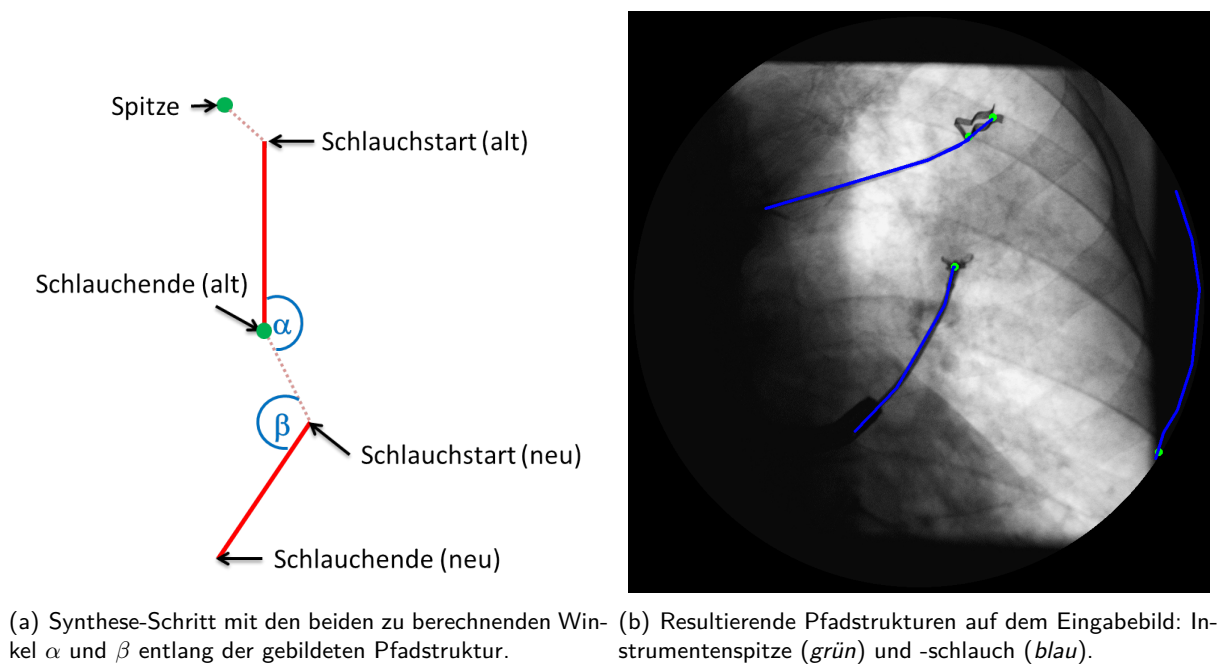 Spitze
Schlauchstart (alt)
Schlauchende (alt)
α
β
Schlauchstart (neu)
Schlauchende (neu)
(a) Synthese-Schritt mit den beiden zu berechnenden Win-
kel α und β entlang der gebildeten Pfadstruktur.
(b) Resultierende Pfadstrukturen auf dem Eingabebild: In-
strumentenspitze (grün) und -schlauch (blau).